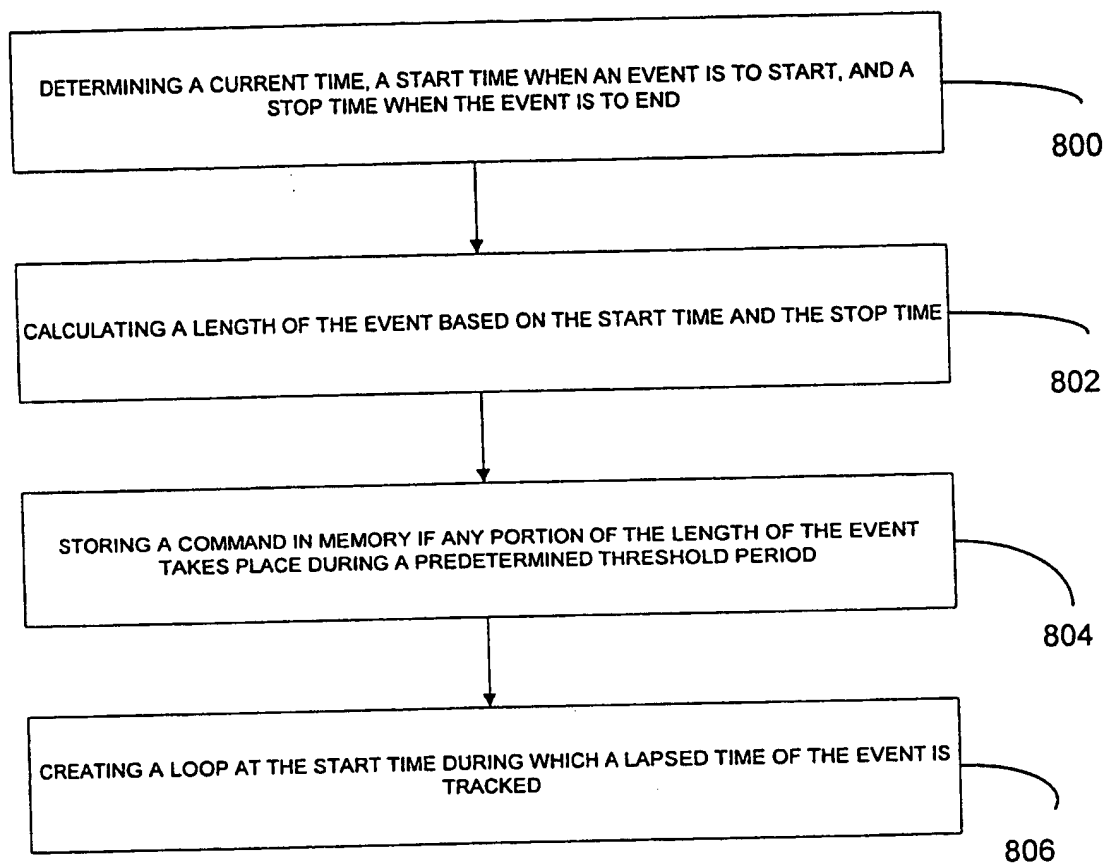 DETERMINING A CURRENT TIME, A START TIME WHEN AN EVENT IS TO START, AND A
STOP TIME WHEN THE EVENT IS TO END
800
CALCULATING A LENGTH OF THE EVENT BASED ON THE START TIME AND THE STOP TIME
802
STORING A COMMAND IN MEMORY IF ANY PORTION OF THE LENGTH OF THE EVENT
TAKES PLACE DURING A PREDETERMINED THRESHOLD PERIOD
804
CREATING A LOOP AT THE START TIME DURING WHICH A LAPSED TIME OF THE EVENT IS
TRACKED
806